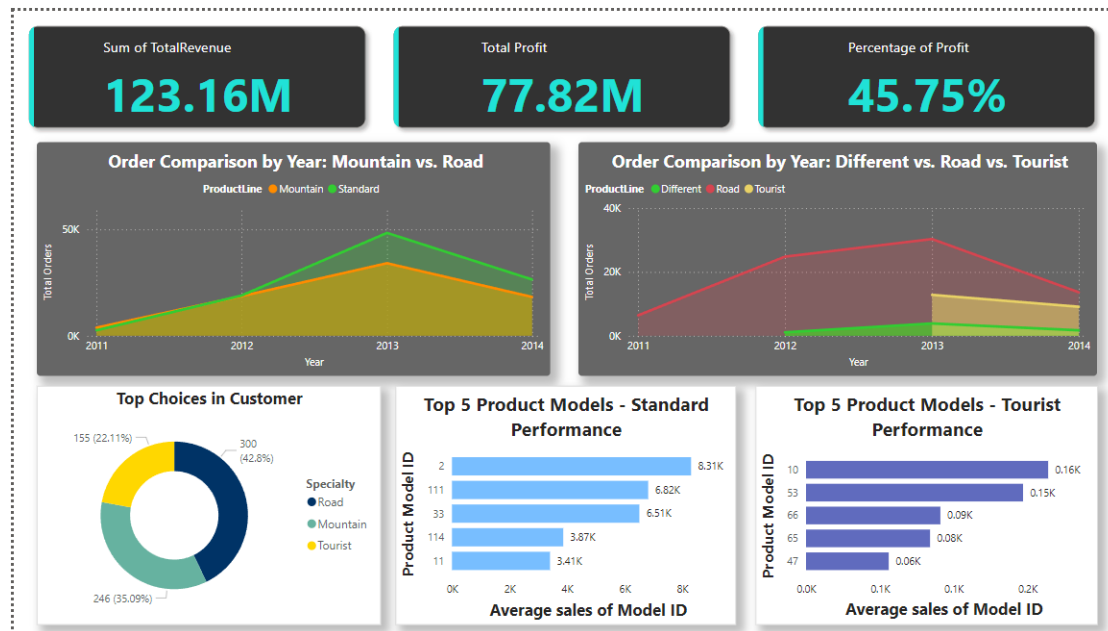 Sum of TotalRevenue
123.16M
Total Profit
77.82M
Percentage of Profit
45.75%
Order Comparison by Year: Mountain vs. Road
ProductLine Mountain Standard
50K
0K
Total Orders
2011 2012 2013 2014
Year
Order Comparison by Year: Different vs. Road vs. Tourist
ProductLine Different Road Tourist
40K
20K
0K
Total Orders
2011 2012 2013 2014
Year
Top Choices in Customer
155 (22.11%)
300
(42.8%)
246 (35.09%)
Specialty
Road
Mountain
Tourist
Top 5 Product Models - Standard
Performance
Product Model ID
2 8.31K
111 6.82K
33 6.51K
114 3.87K
11 3.41K
0K 2K 4K 6K 8K
Average sales of Model ID
Top 5 Product Models - Tourist
Performance
Product Model ID
10 0.16K
53 0.15K
66 0.09K
65 0.08K
47 0.06K
0.0K 0.1K 0.1K 0.2K
Average sales of Model ID